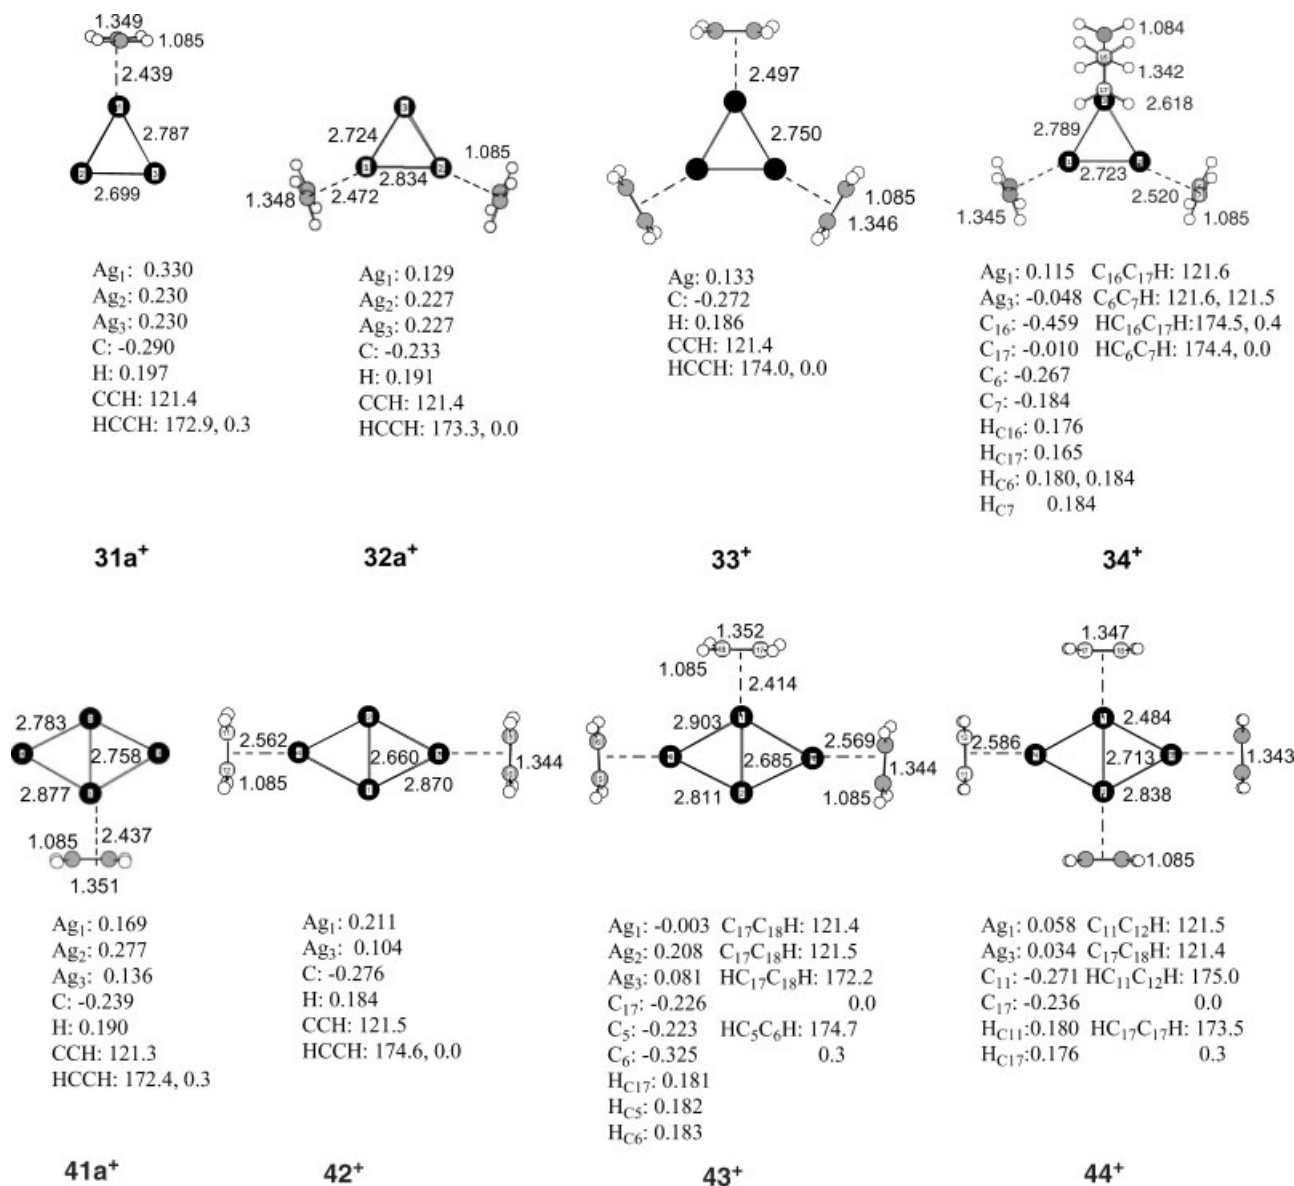 1.349
1.085
2.439
2.787
2.699
Ag1: 0.330
Ag2: 0.230
Ag3: 0.230
C: -0.290
H: 0.197
CCH: 121.4
HCCH: 172.9, 0.3
31a+
2.724
1.085
2.834
1.348
2.472
Ag1: 0.129
Ag2: 0.227
Ag3: 0.227
C: -0.233
H: 0.191
CCH: 121.4
HCCH: 173.3, 0.0
32a+
2.497
2.750
1.085
1.346
Ag: 0.133
C: -0.272
H: 0.186
CCH: 121.4
HCCH: 174.0, 0.0
33+
1.084
1.342
2.618
2.789
2.723
2.520
1.345
1.085
Ag1: 0.115 C16C17H: 121.6
Ag3: -0.048 C6C7H: 121.6, 121.5
C16: -0.459 HC16C17H:174.5, 0.4
C17: -0.010 HC6C7H: 174.4, 0.0
C6: -0.267
C7: -0.184
HC16: 0.176
HC17: 0.165
HC6: 0.180, 0.184
HC7 0.184
34+
2.783
2.758
2.877
1.085
2.437
1.351
Ag1: 0.169
Ag2: 0.277
Ag3: 0.136
C: -0.239
H: 0.190
CCH: 121.3
HCCH: 172.4, 0.3
41a+
2.562
2.660
1.344
1.085
2.870
Ag1: 0.211
Ag3: 0.104
C: -0.276
H: 0.184
CCH: 121.5
HCCH: 174.6, 0.0
42+
1.352
1.085
2.414
2.903
2.569
2.685
1.344
2.811
1.085
Ag1: -0.003 C17C18H: 121.4
Ag2: 0.208 C17C18H: 121.5
Ag3: 0.081 HC17C18H: 172.2
C17: -0.226 0.0
C5: -0.223 HC5C6H: 174.7
C6: -0.325 0.3
HC17: 0.181
HC5: 0.182
HC6: 0.183
43+
1.347
2.484
2.586
2.713
1.343
2.838
1.085
Ag1: 0.058 C11C12H: 121.5
Ag3: 0.034 C17C18H: 121.4
C11: -0.271 HC11C12H: 175.0
C17: -0.236 0.0
HC11:0.180 HC17C17H: 173.5
HC17:0.176 0.3
44+